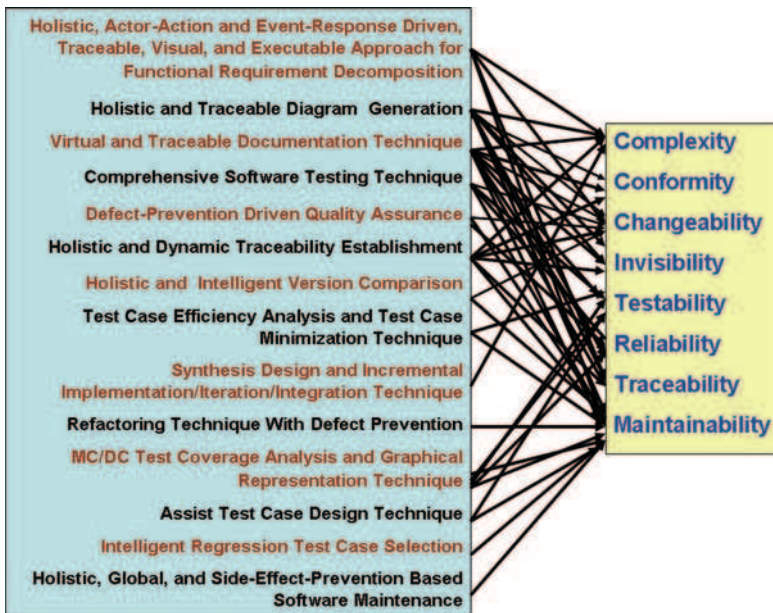 Holistic, Actor-Action and Event-Response Driven,
Traceable, Visual, and Executable Approach for
Functional Requirement Decomposition
Holistic and Traceable Diagram Generation
Virtual and Traceable Documentation Technique
Comprehensive Software Testing Technique
Defect-Prevention Driven Quality Assurance
Holistic and Dynamic Traceability Establishment
Holistic and Intelligent Version Comparison
Test Case Efficiency Analysis and Test Case
Minimization Technique
Synthesis Design and Incremental
Implementation/Iteration/Integration Technique
Refactoring Technique With Defect Prevention
MC/DC Test Coverage Analysis and Graphical
Representation Technique
Assist Test Case Design Technique
Intelligent Regression Test Case Selection
Holistic, Global, and Side-Effect-Prevention Based
Software Maintenance
Complexity
Conformity
Changeability
Invisibility
Testability
Reliability
Traceability
Maintainability